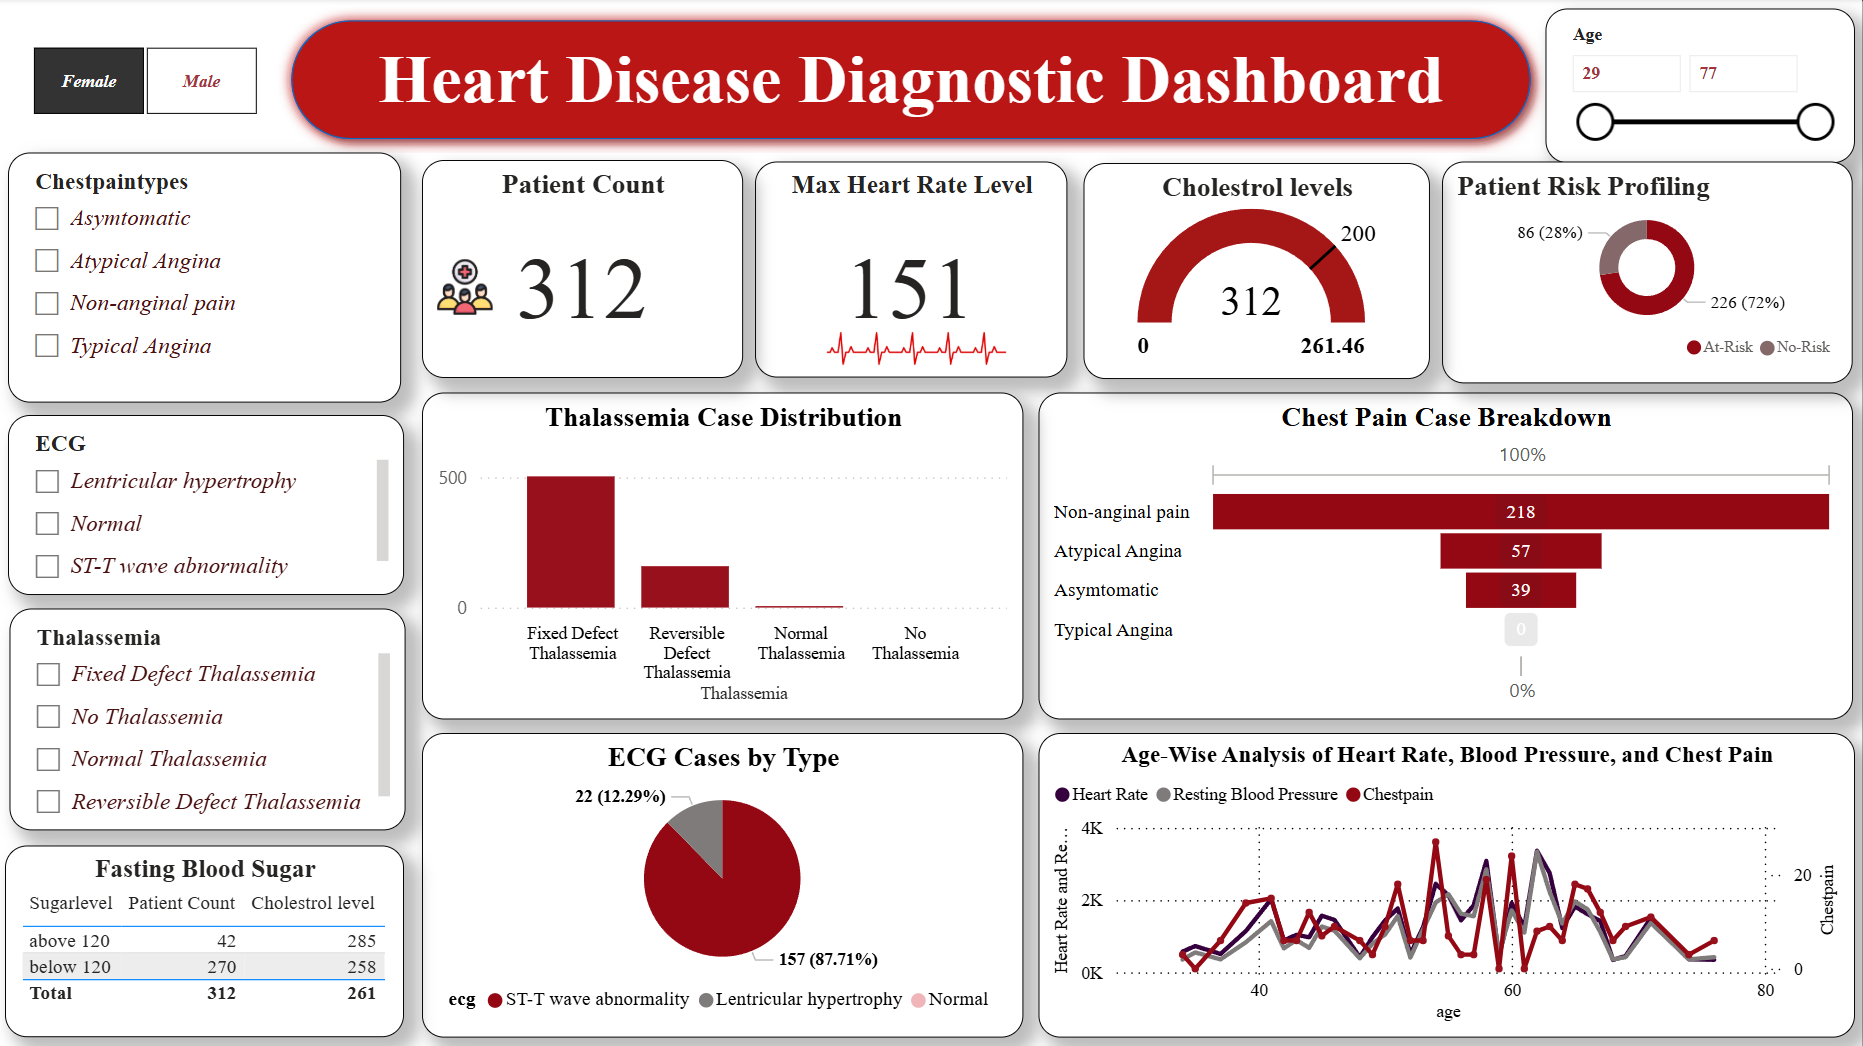 Female
Male
Heart Disease Diagnostic Dashboard
Age
29
77
Chestpaintypes
Asymtomatic
Atypical Angina
Non-anginal pain
Typical Angina
Patient Count
312
Max Heart Rate Level
151
Cholestrol levels
200
312
0
261.46
Patient Risk Profiling
86 (28%)
226 (72%)
At-Risk No-Risk
ECG
Lentricular hypertrophy
Normal
ST-T wave abnormality
Thalassemia Case Distribution
500
0
Fixed Defect
Thalassemia
Reversible
Defect
Thalassemia
Normal
Thalassemia
No
Thalassemia
Thalassemia
Chest Pain Case Breakdown
100%
Non-anginal pain 218
Atypical Angina 57
Asymtomatic 39
Typical Angina 0
0%
Thalassemia
Fixed Defect Thalassemia
No Thalassemia
Normal Thalassemia
Reversible Defect Thalassemia
Fasting Blood Sugar
Sugarlevel Patient Count Cholestrol level
above 120 42 285
below 120 270 258
Total 312 261
ECG Cases by Type
22 (12.29%)
157 (87.71%)
ecg ST-T wave abnormality Lentricular hypertrophy Normal
Age-Wise Analysis of Heart Rate, Blood Pressure, and Chest Pain
Heart Rate Resting Blood Pressure Chestpain
Heart Rate and Re...
4K
2K
0K
20
0
Chestpain
40 60 80
age